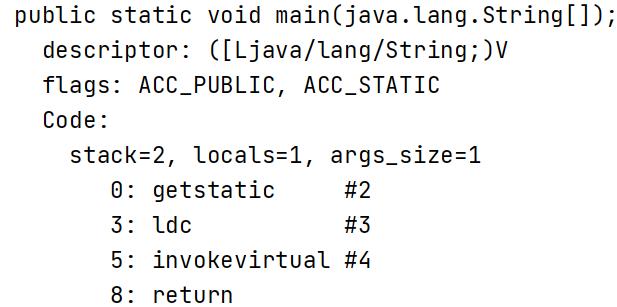 public static void main(java.lang.String[]);
  descriptor: ([Ljava/lang/String;)V
  flags: ACC_PUBLIC, ACC_STATIC
  Code:
    stack=2, locals=1, args_size=1
       0: getstatic     #2
       3: ldc           #3
       5: invokevirtual #4
       8: return